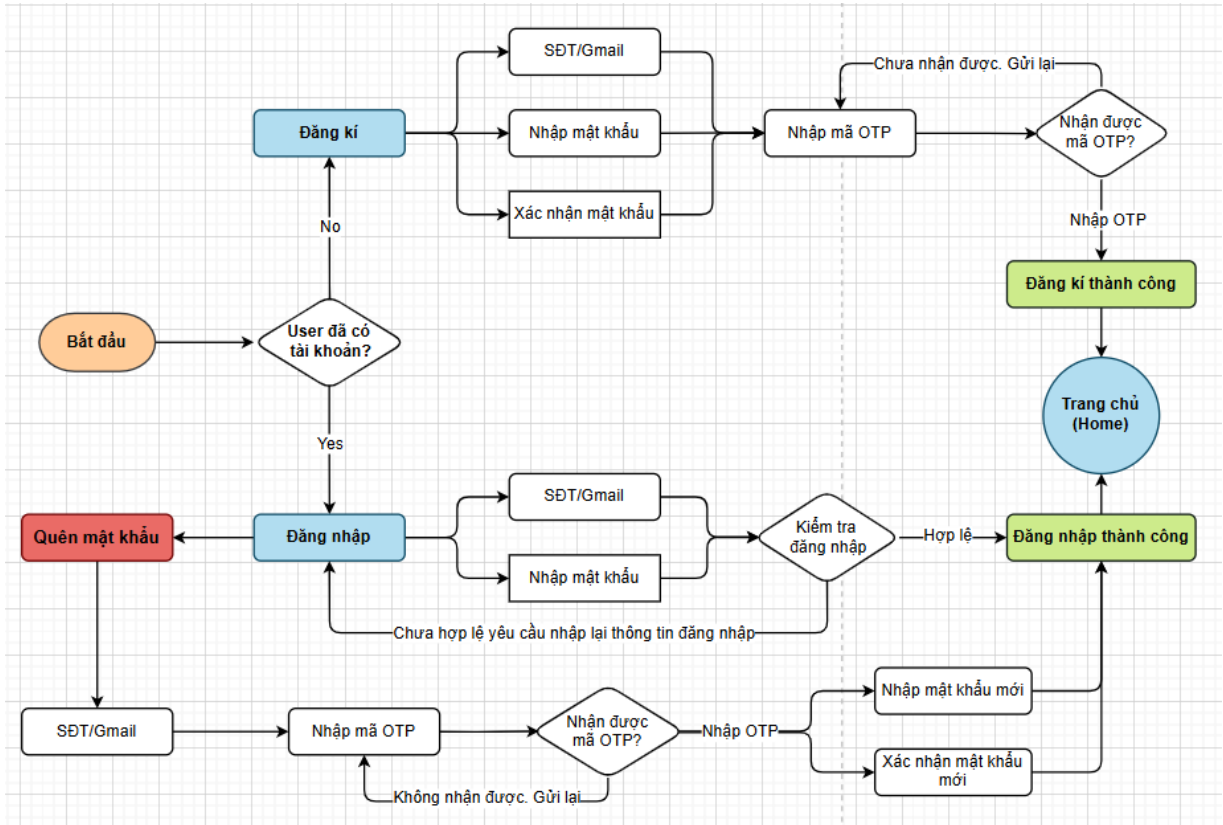 SĐT/Gmail
Chưa nhận được. Gửi lại
Đăng kí
Nhập mật khẩu
Nhập mã OTP
Nhận được
mã OTP?
Xác nhận mật khẩu
No
Nhập OTP
Đăng kí thành công
Bắt đầu
User đã có
tài khoản?
Trang chủ
(Home)
Yes
SĐT/Gmail
Quên mật khẩu
Đăng nhập
Kiểm tra
đăng nhập
Hợp lệ
Đăng nhập thành công
Nhập mật khẩu
Chưa hợp lệ yêu cầu nhập lại thông tin đăng nhập
Nhập mật khẩu mới
SĐT/Gmail
Nhập mã OTP
Nhận được
mã OTP?
Nhập OTP
Xác nhận mật khẩu
mới
Không nhận được. Gửi lại